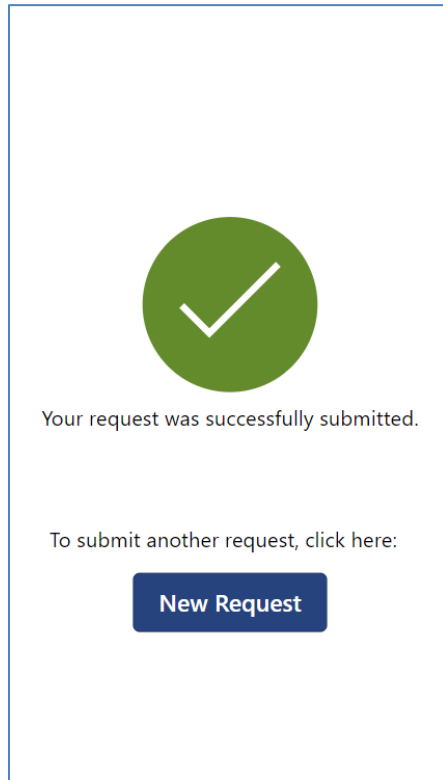 Your request was successfully submitted.
To submit another request, click here:
New Request